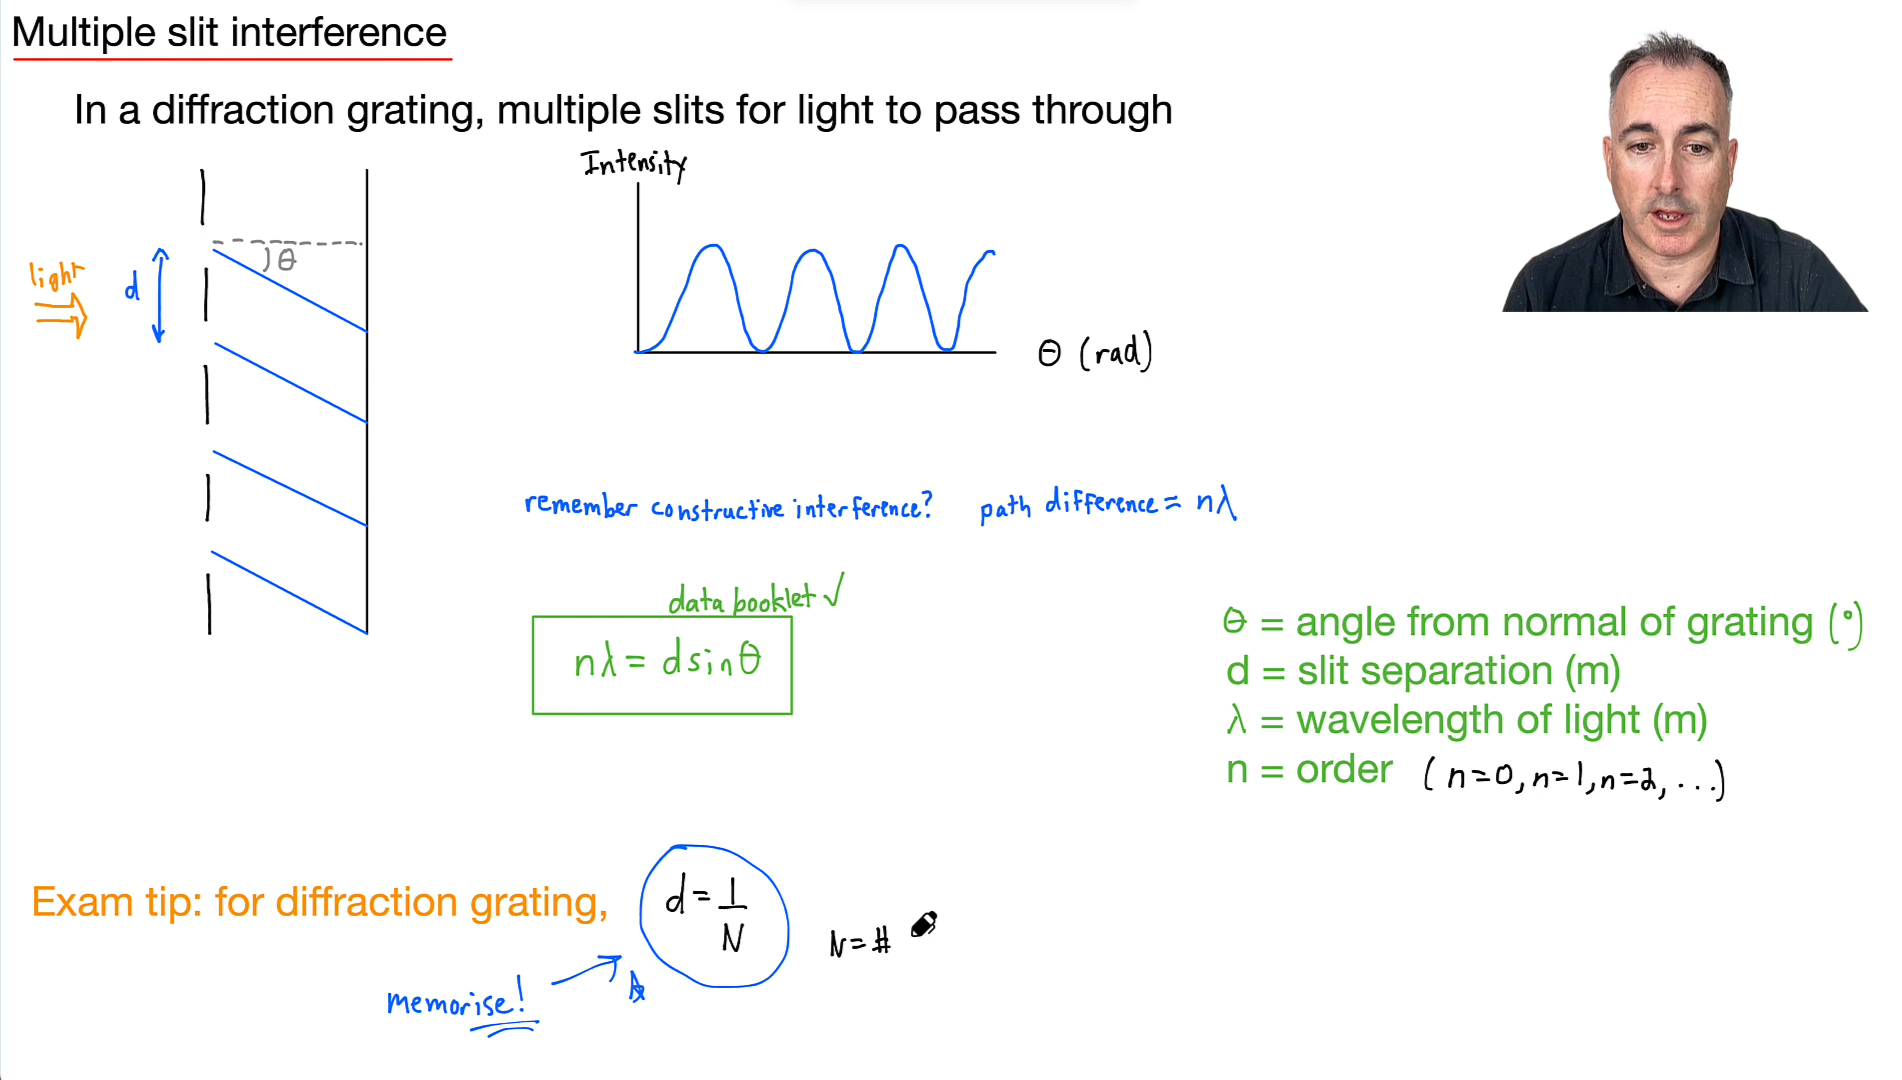 Multiple slit interference
In a diffraction grating, multiple slits for light to pass through
Intensity
θ
light
d
θ (rad)
remember constructive interference? path difference = nλ
data booklet ✓
nλ = d sinθ
θ = angle from normal of grating (°)
d = slit separation (m)
λ = wavelength of light (m)
n = order (n=0, n=1, n=2, ...)
Exam tip: for diffraction grating, d = 1/N
N = #
memorise!